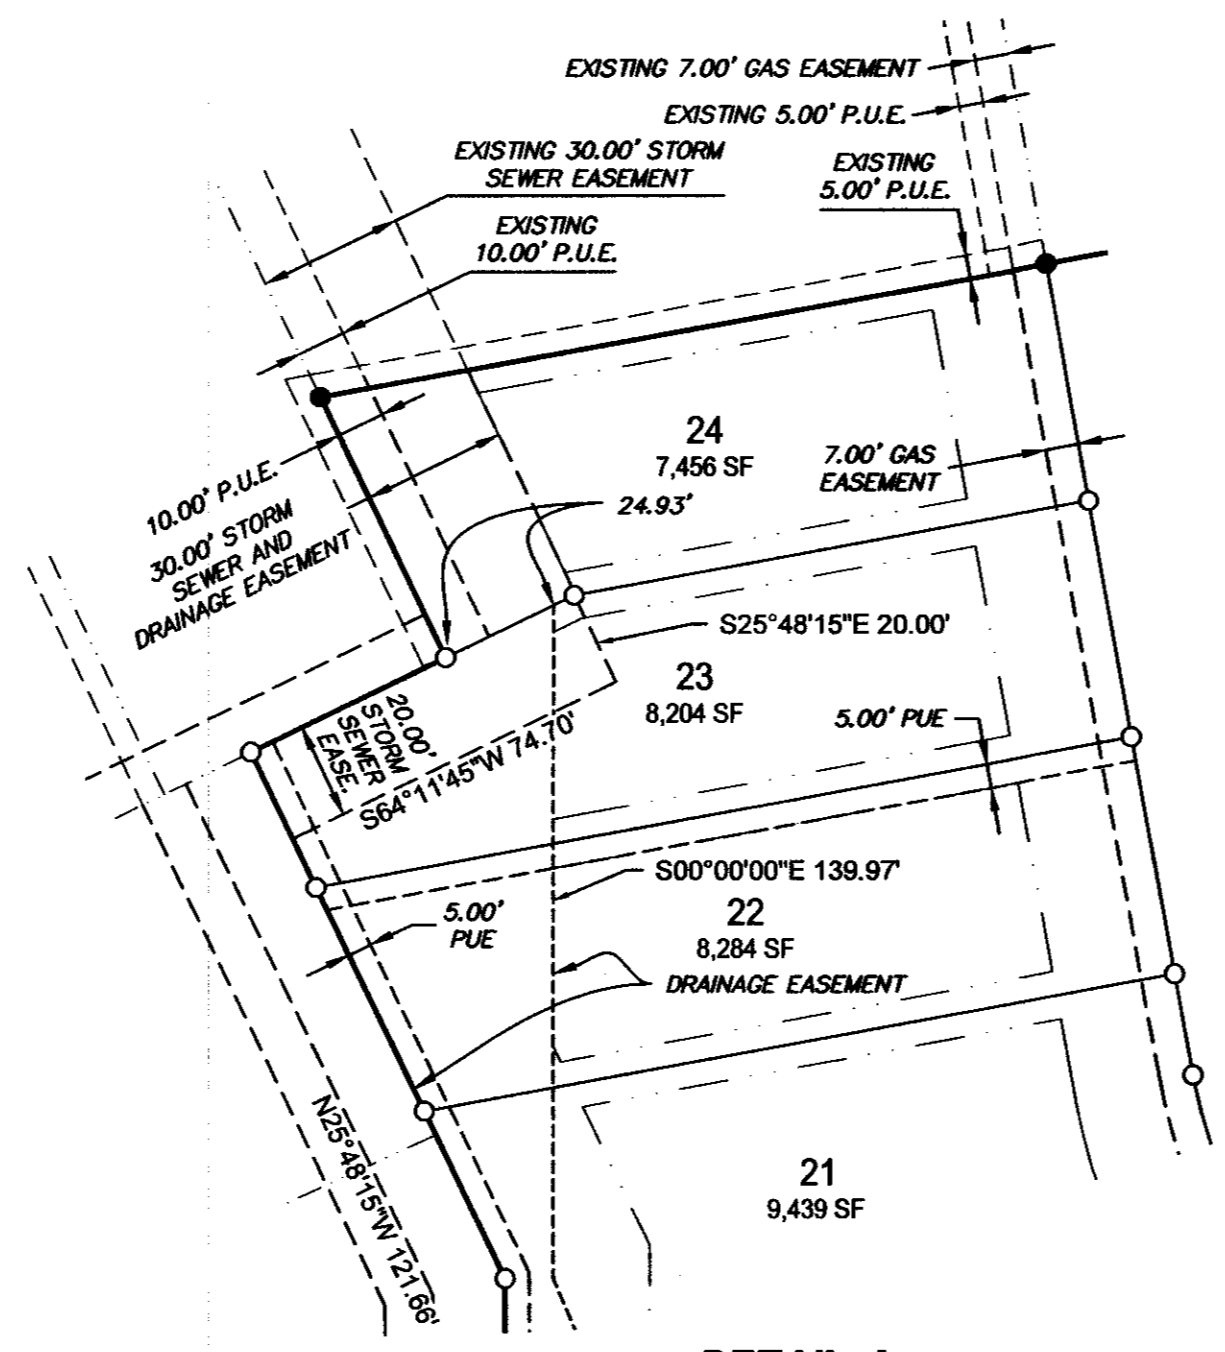 EXISTING 7.00' GAS EASEMENT
EXISTING 5.00' P.U.E.
EXISTING 30.00' STORM
SEWER EASEMENT
EXISTING
5.00' P.U.E.
EXISTING
10.00' P.U.E.
24
7,456 SF
7.00' GAS
EASEMENT
10.00' P.U.E.
30.00' STORM
SEWER AND
DRAINAGE EASEMENT
24.93'
S25°48'15"E 20.00'
23
8,204 SF
20.00'
STORM
SEWER
EASE.
S64°11'45"W 74.70'
5.00' PUE
S00°00'00"E 139.97'
22
8,284 SF
5.00'
PUE
DRAINAGE EASEMENT
N25°48'15"W 121.66'
21
9,439 SF